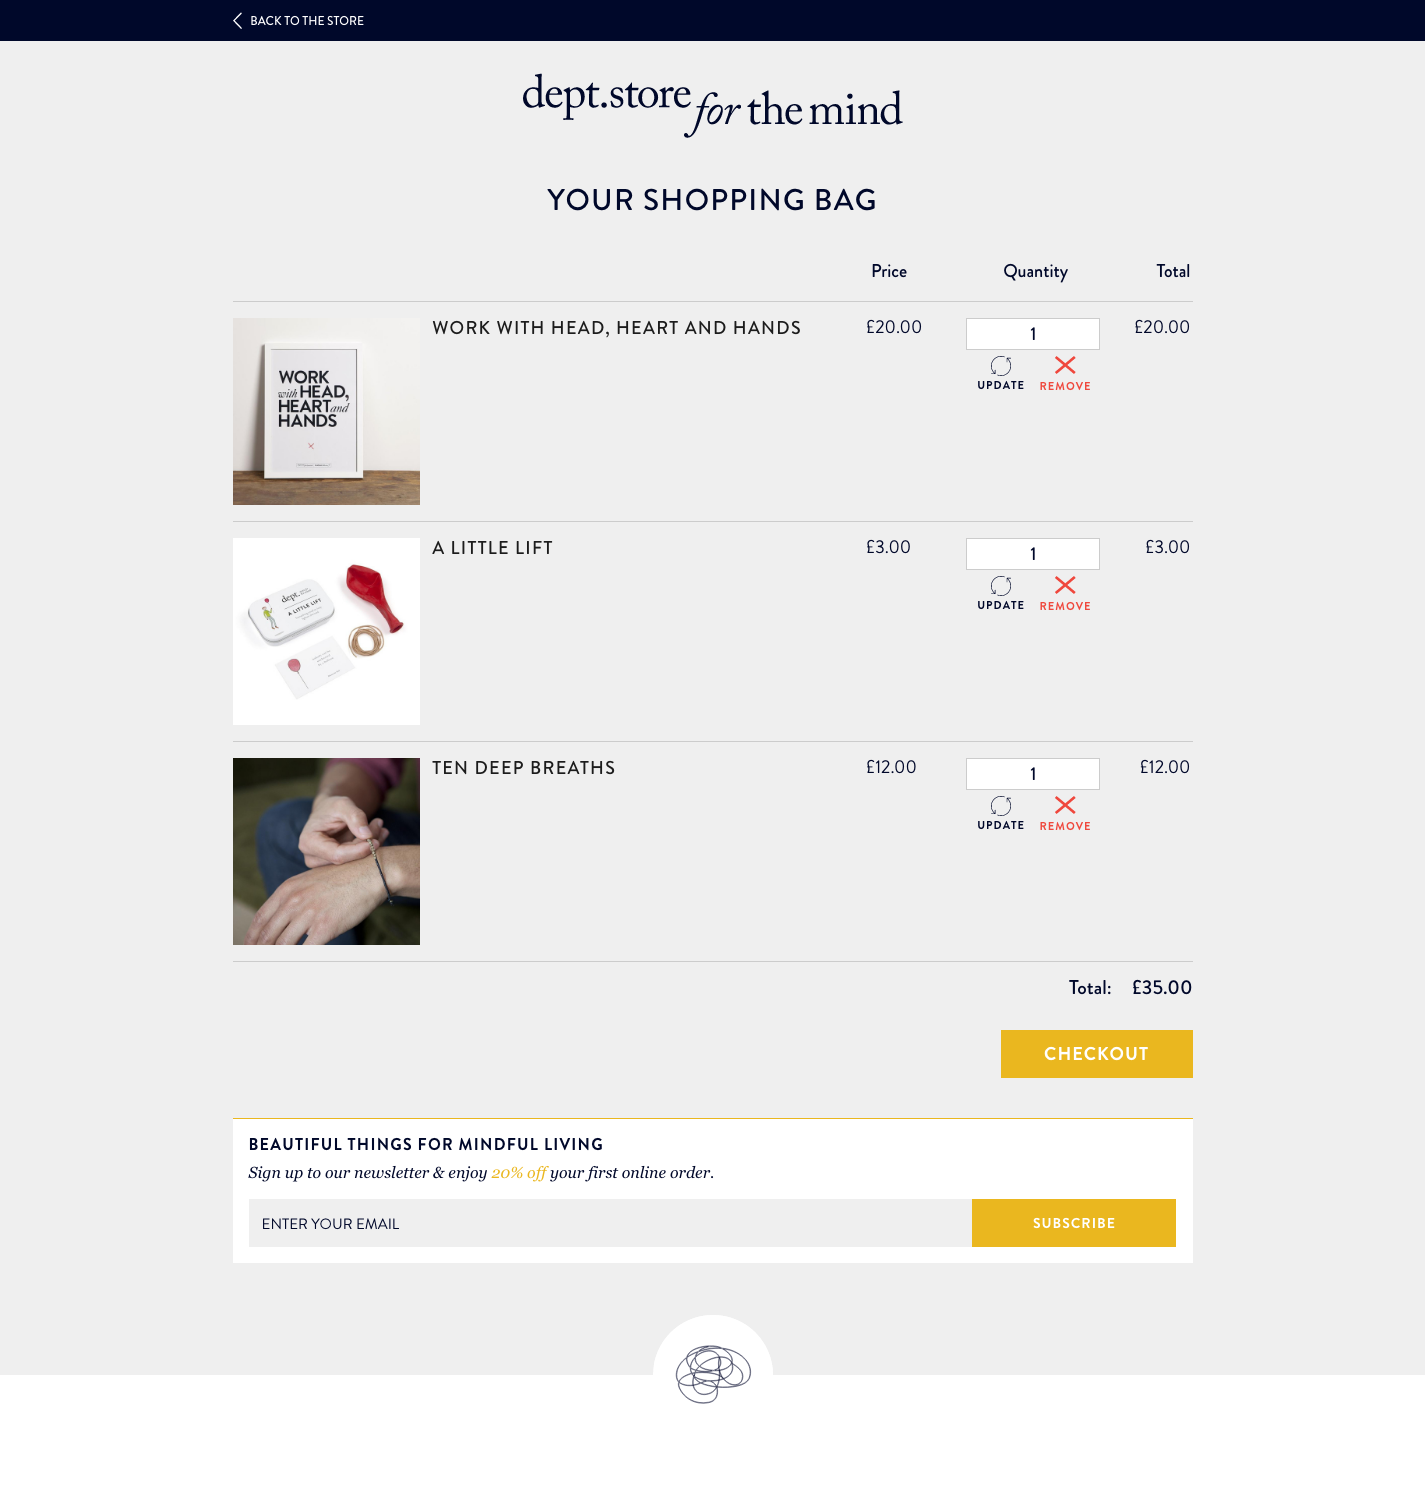 BACK TO THE STORE
dept.store for the mind
YOUR SHOPPING BAG
Price Quantity Total
WORK WITH HEAD, HEART AND HANDS £20.00 1 £20.00
UPDATE REMOVE
WORK
with HEAD,
HEART and
HANDS
A LITTLE LIFT £3.00 1 £3.00
UPDATE REMOVE
dept.
A LITTLE LIFT
TEN DEEP BREATHS £12.00 1 £12.00
UPDATE REMOVE
Total: £35.00
CHECKOUT
BEAUTIFUL THINGS FOR MINDFUL LIVING
Sign up to our newsletter & enjoy 20% off your first online order.
ENTER YOUR EMAIL SUBSCRIBE